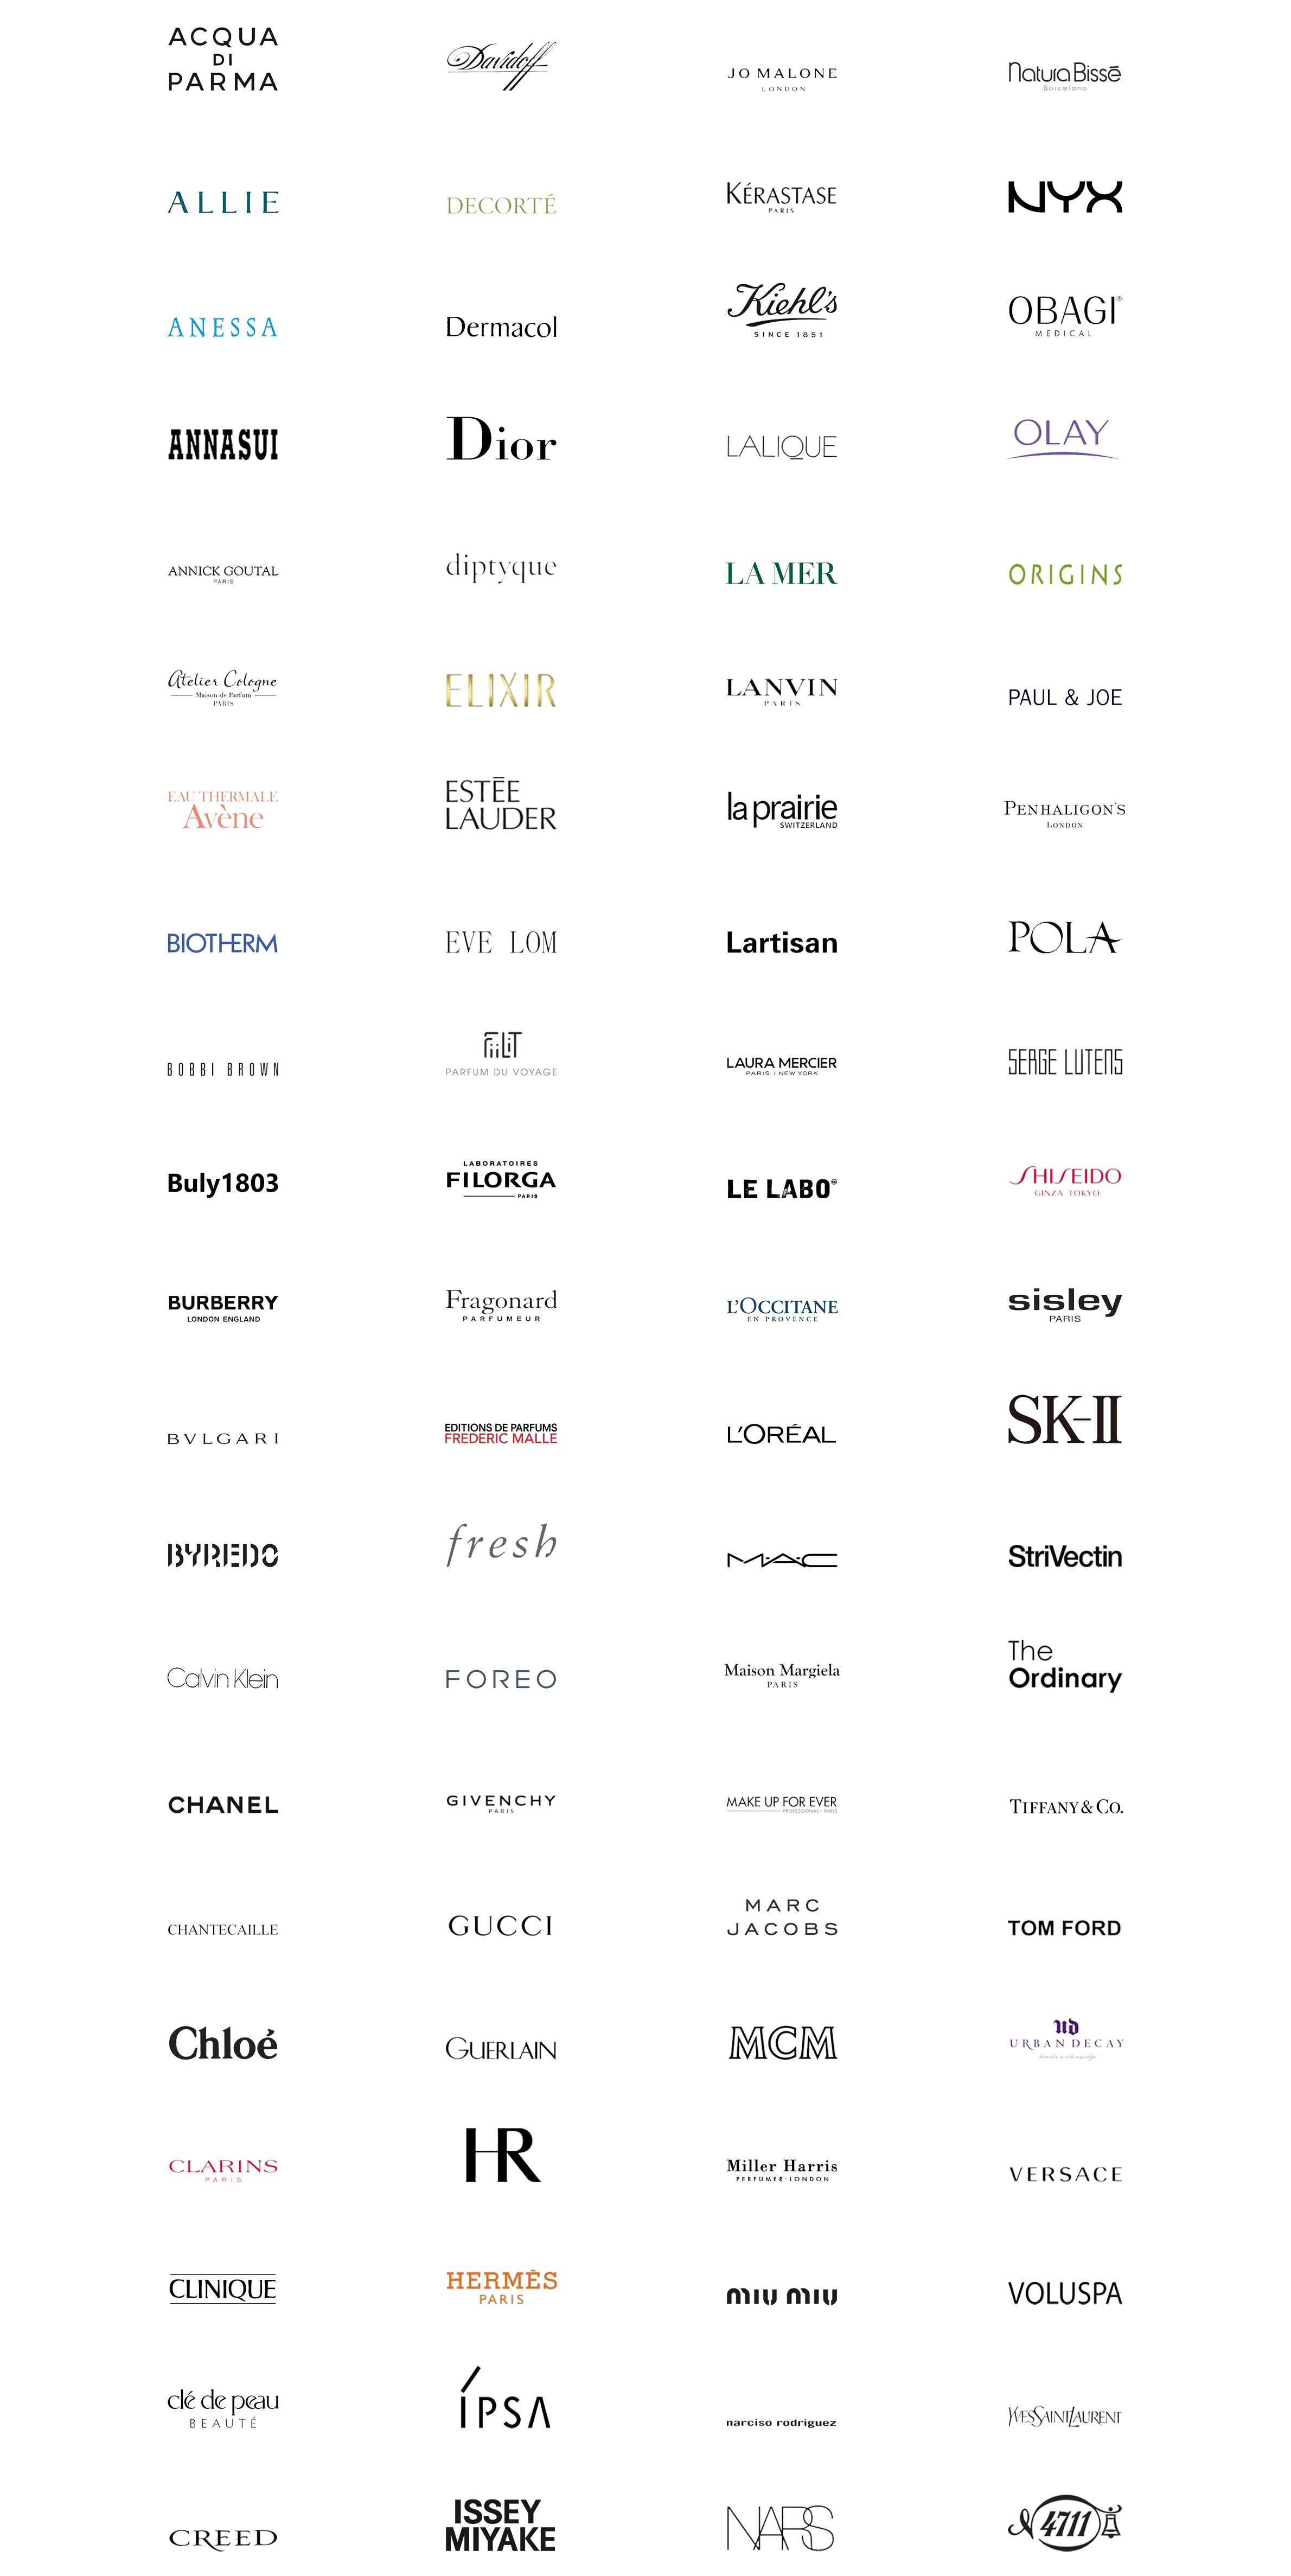 ACQUA
DI
PARMA
Davidoff
JO MALONE
LONDON
Natura Bissé
Barcelona
ALLIE
DECORTÉ
KÉRASTASE
PARIS
NYX
ANESSA
Dermacol
Kiehl's
SINCE 1851
OBAGI®
MEDICAL
ANNASUI
Dior
LALIQUE
OLAY
ANNICK GOUTAL
PARIS
diptyque
LA MER
ORIGINS
Atelier Cologne
Maison de Parfum
PARIS
ELIXIR
LANVIN
PARIS
PAUL & JOE
EAU THERMALE
Avène
ESTĒE
LAUDER
la prairie
SWITZERLAND
PENHALIGON'S
LONDON
BIOTHERM
EVE LOM
Lartisan
POLA
BOBBI BROWN
FiiLiT
PARFUM DU VOYAGE
LAURA MERCIER
PARIS | NEW YORK
SERGE LUTENS
Buly1803
LABORATOIRES
FILORGA
PARIS
LE LABO
SHISEIDO
GINZA TOKYO
BURBERRY
LONDON ENGLAND
Fragonard
PARFUMEUR
L'OCCITANE
EN PROVENCE
sisley
PARIS
BVLGARI
EDITIONS DE PARFUMS
FREDERIC MALLE
L'ORÉAL
SK-II
BYREDO
fresh
M·A·C
StriVectin
Calvin Klein
FOREO
Maison Margiela
PARIS
The
Ordinary
CHANEL
GIVENCHY
PARIS
MAKE UP FOR EVER
PROFESSIONAL - PARIS
TIFFANY & CO.
CHANTECAILLE
GUCCI
MARC
JACOBS
TOM FORD
Chloé
GUERLAIN
MCM
UD
URBAN DECAY
CLARINS
PARIS
HR
Miller Harris
PERFUMER·LONDON
VERSACE
CLINIQUE
HERMÈS
PARIS
miu miu
VOLUSPA
clé de peau
BEAUTÉ
ÍPSA
narciso rodriguez
YVESSAINTLAURENT
CREED
ISSEY
MIYAKE
NARS
4711